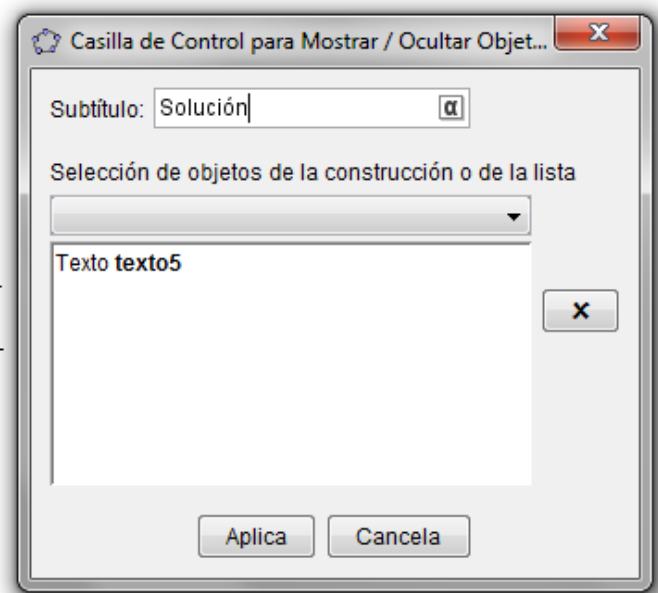 Casilla de Control para Mostrar / Ocultar Objet...
Subtítulo: Solución α
Selección de objetos de la construcción o de la lista
Texto texto5
Aplica Cancela